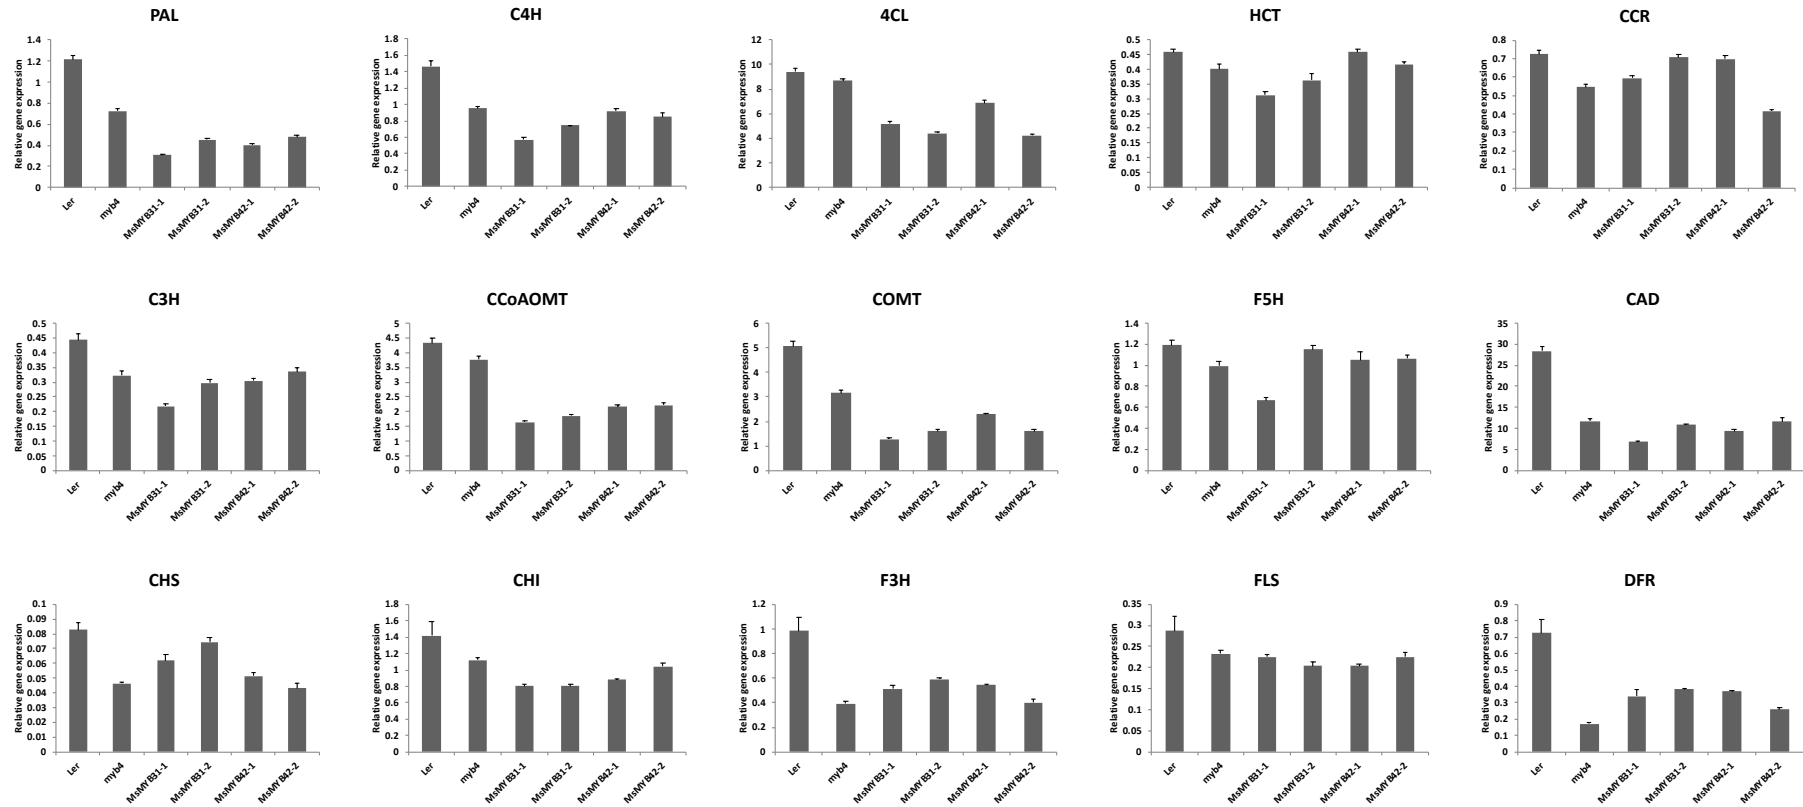 PAL
Relative gene expression
1.4
1.2
1
0.8
0.6
0.4
0.2
0
Ler
myb4
MsMYB31-1
MsMYB31-2
MsMYB42-1
MsMYB42-2
C4H
Relative gene expression
1.8
1.6
1.4
1.2
1
0.8
0.6
0.4
0.2
0
Ler
myb4
MsMYB31-1
MsMYB31-2
MsMYB42-1
MsMYB42-2
4CL
Relative gene expression
12
10
8
6
4
2
0
Ler
myb4
MsMYB31-1
MsMYB31-2
MsMYB42-1
MsMYB42-2
HCT
Relative gene expression
0.5
0.45
0.4
0.35
0.3
0.25
0.2
0.15
0.1
0.05
0
Ler
myb4
MsMYB31-1
MsMYB31-2
MsMYB42-1
MsMYB42-2
CCR
Relative gene expression
0.8
0.7
0.6
0.5
0.4
0.3
0.2
0.1
0
Ler
myb4
MsMYB31-1
MsMYB31-2
MsMYB42-1
MsMYB42-2
C3H
Relative gene expression
0.5
0.45
0.4
0.35
0.3
0.25
0.2
0.15
0.1
0.05
0
Ler
myb4
MsMYB31-1
MsMYB31-2
MsMYB42-1
MsMYB42-2
CCoAOMT
Relative gene expression
5
4.5
4
3.5
3
2.5
2
1.5
1
0.5
0
Ler
myb4
MsMYB31-1
MsMYB31-2
MsMYB42-1
MsMYB42-2
COMT
Relative gene expression
6
5
4
3
2
1
0
Ler
myb4
MsMYB31-1
MsMYB31-2
MsMYB42-1
MsMYB42-2
F5H
Relative gene expression
1.4
1.2
1
0.8
0.6
0.4
0.2
0
Ler
myb4
MsMYB31-1
MsMYB31-2
MsMYB42-1
MsMYB42-2
CAD
Relative gene expression
35
30
25
20
15
10
5
0
Ler
myb4
MsMYB31-1
MsMYB31-2
MsMYB42-1
MsMYB42-2
CHS
Relative gene expression
0.1
0.09
0.08
0.07
0.06
0.05
0.04
0.03
0.02
0.01
0
Ler
myb4
MsMYB31-1
MsMYB31-2
MsMYB42-1
MsMYB42-2
CHI
Relative gene expression
1.8
1.6
1.4
1.2
1
0.8
0.6
0.4
0.2
0
Ler
myb4
MsMYB31-1
MsMYB31-2
MsMYB42-1
MsMYB42-2
F3H
Relative gene expression
1.2
1
0.8
0.6
0.4
0.2
0
Ler
myb4
MsMYB31-1
MsMYB31-2
MsMYB42-1
MsMYB42-2
FLS
Relative gene expression
0.35
0.3
0.25
0.2
0.15
0.1
0.05
0
Ler
myb4
MsMYB31-1
MsMYB31-2
MsMYB42-1
MsMYB42-2
DFR
Relative gene expression
0.9
0.8
0.7
0.6
0.5
0.4
0.3
0.2
0.1
0
Ler
myb4
MsMYB31-1
MsMYB31-2
MsMYB42-1
MsMYB42-2